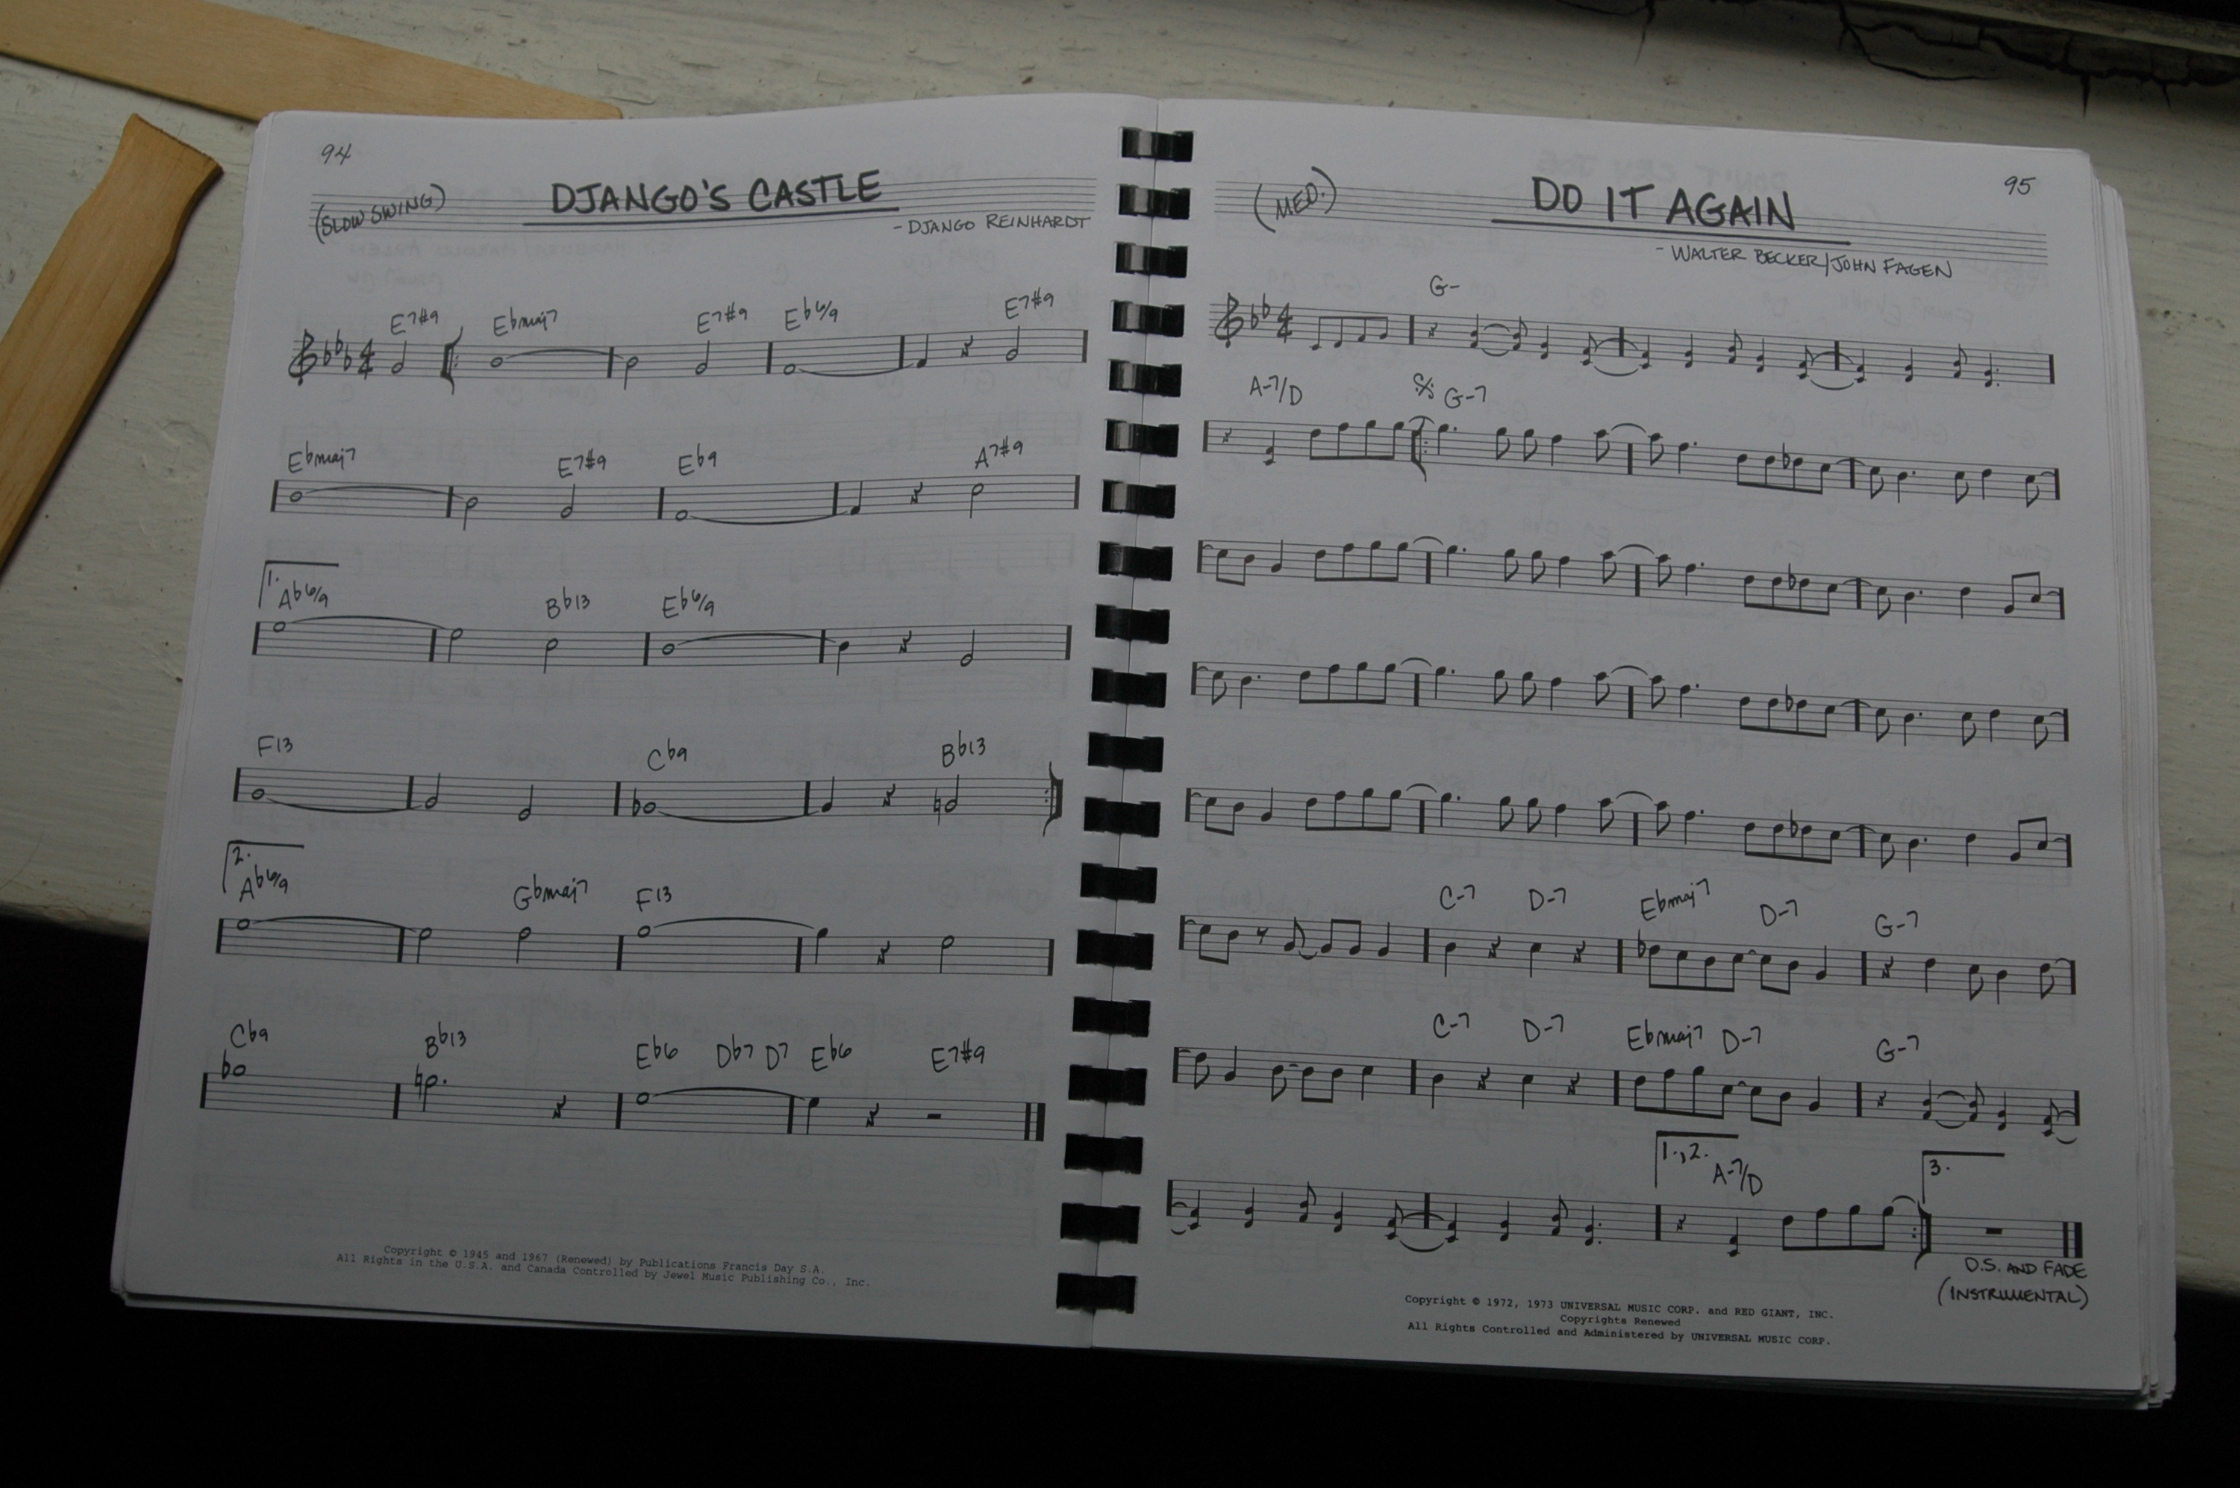 94
DJANGO'S CASTLE
(SLOW SWING)
- DJANGO REINHARDT
E7#9 Ebmaj7 E7#9 Eb6/9 E7#9
Ebmaj7 E7#9 Eb9 A7#9
1.
Ab6/9 Bb13 Eb6/9
F13 Cb9 Bb13
2.
Ab6/9 Gbmaj7 F13
Cb9 Bb13 Eb6 Db7 D7 Eb6 E7#9
Copyright © 1945 and 1967 (Renewed) by Publications Francis Day S.A.
All Rights in the U.S.A. and Canada Controlled by Jewel Music Publishing Co., Inc.
95
DO IT AGAIN
(MED.)
- WALTER BECKER/JOHN FAGEN
G-
A-7/D G-7
C-7 D-7 Ebmaj7 D-7 G-7
C-7 D-7 Ebmaj7 D-7 G-7
1.,2. A-7/D 3.
D.S. AND FADE
(INSTRUMENTAL)
Copyright © 1972, 1973 UNIVERSAL MUSIC CORP. and RED GIANT, INC.
Copyrights Renewed
All Rights Controlled and Administered by UNIVERSAL MUSIC CORP.